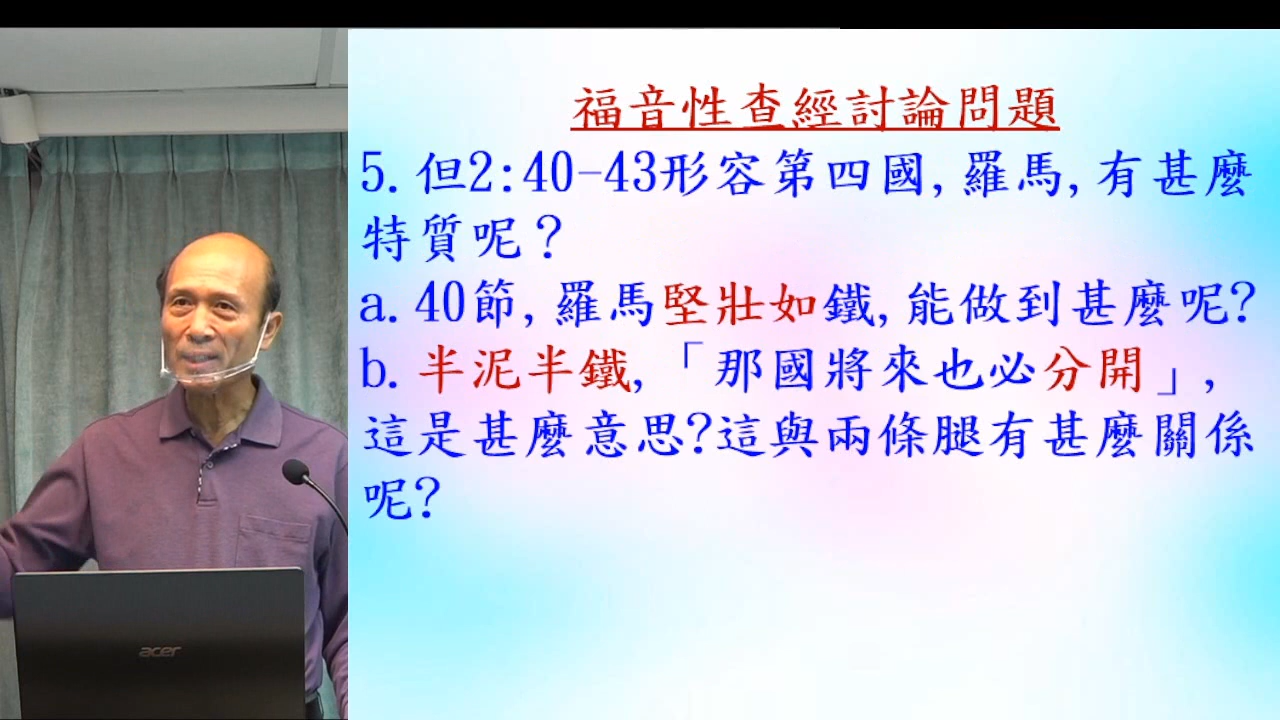 福音性查經討論問題
5.但2:40-43形容第四國,羅馬,有甚麼
特質呢？
a.40節,羅馬堅壯如鐵,能做到甚麼呢?
b.半泥半鐵,「那國將來也必分開」,
這是甚麼意思?這與兩條腿有甚麼關係
呢?
acer